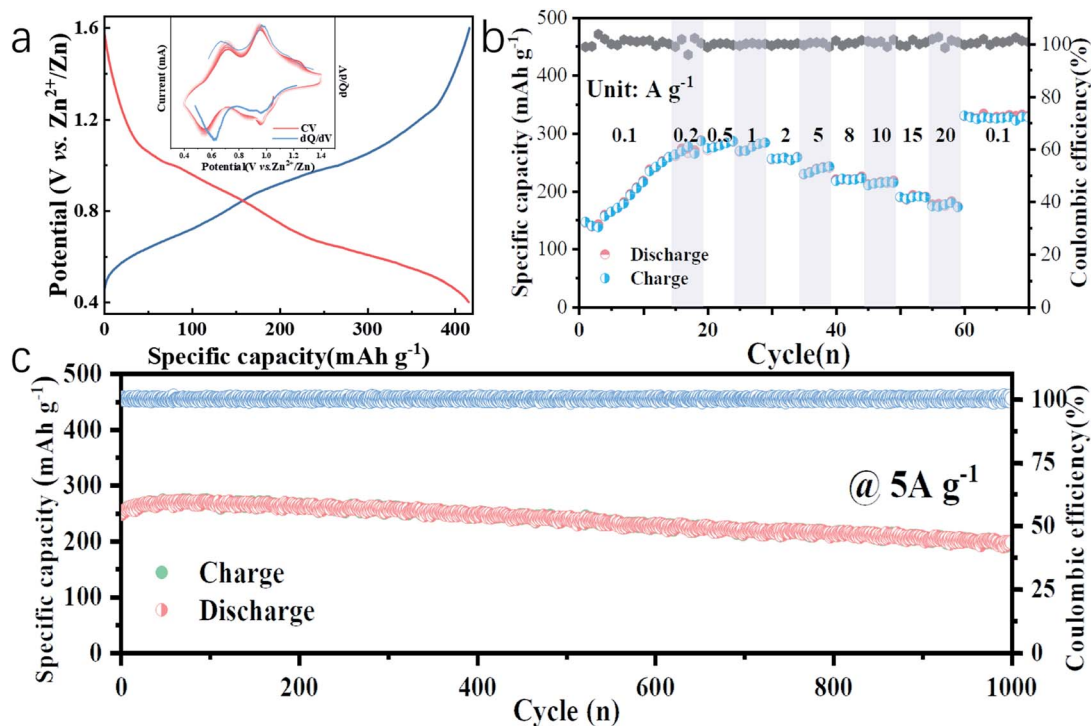 a
Potential (V vs. Zn²⁺/Zn)
1.6
1.2
0.8
0.4
0 100 200 300 400
Specific capacity(mAh g⁻¹)
Current (mA)
dQ/dV
CV
dQ/dV
0.4 0.6 0.8 1.0 1.2 1.4
Potential(V vs.Zn²⁺/Zn)
b
Specific capacity (mAh g⁻¹)
500
450
400
350
300
250
200
150
100
50
0
Unit: A g⁻¹
0.1 0.2 0.5 1 2 5 8 10 15 20 0.1
Discharge
Charge
0 20 40 60
Cycle(n)
100
80
60
40
20
0
Coulombic efficiency(%)
c
Specific capacity (mAh g⁻¹)
500
400
300
200
100
0
@ 5A g⁻¹
Charge
Discharge
0 200 400 600 800 1000
Cycle (n)
100
75
50
25
0
Coulombic efficiency(%)